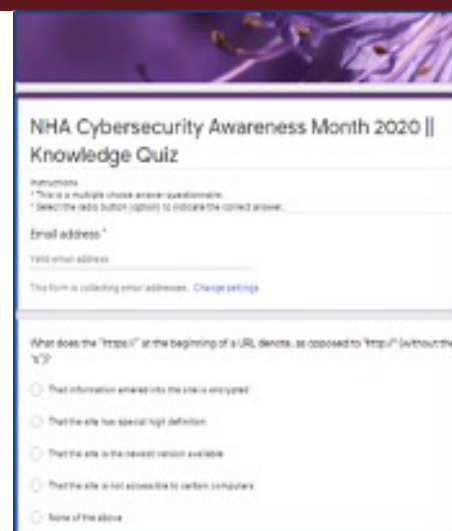 NHA Cybersecurity Awareness Month 2020 ||
Knowledge Quiz
Instructions
* This is a multiple choice answer questionnaire.
* Select the radio button (option) to indicate the correct answer.
Email address *
Valid email address
This form is collecting email addresses. Change settings
What does the "https://" at the beginning of a URL denote, as opposed to "http://" (without the
"s")?
That information entered into the site is encrypted
That the site has special high definition
That the site is the newest version available
That the site is not accessible to certain computers
None of the above